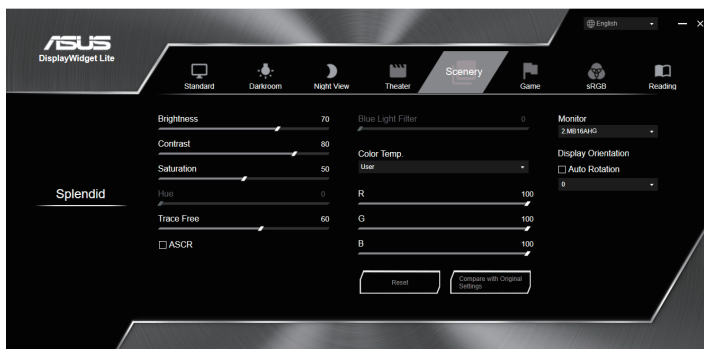 English
ASUS
DisplayWidget Lite
Standard
Darkroom
Night View
Theater
Scenery
Game
sRGB
Reading
Splendid
Brightness 70
Contrast 80
Saturation 50
Hue 0
Trace Free 60
ASCR
Blue Light Filter 0
Color Temp.
User
R 100
G 100
B 100
Reset
Compare with Original
Settings
Monitor
2.MB16AHG
Display Orientation
Auto Rotation
0